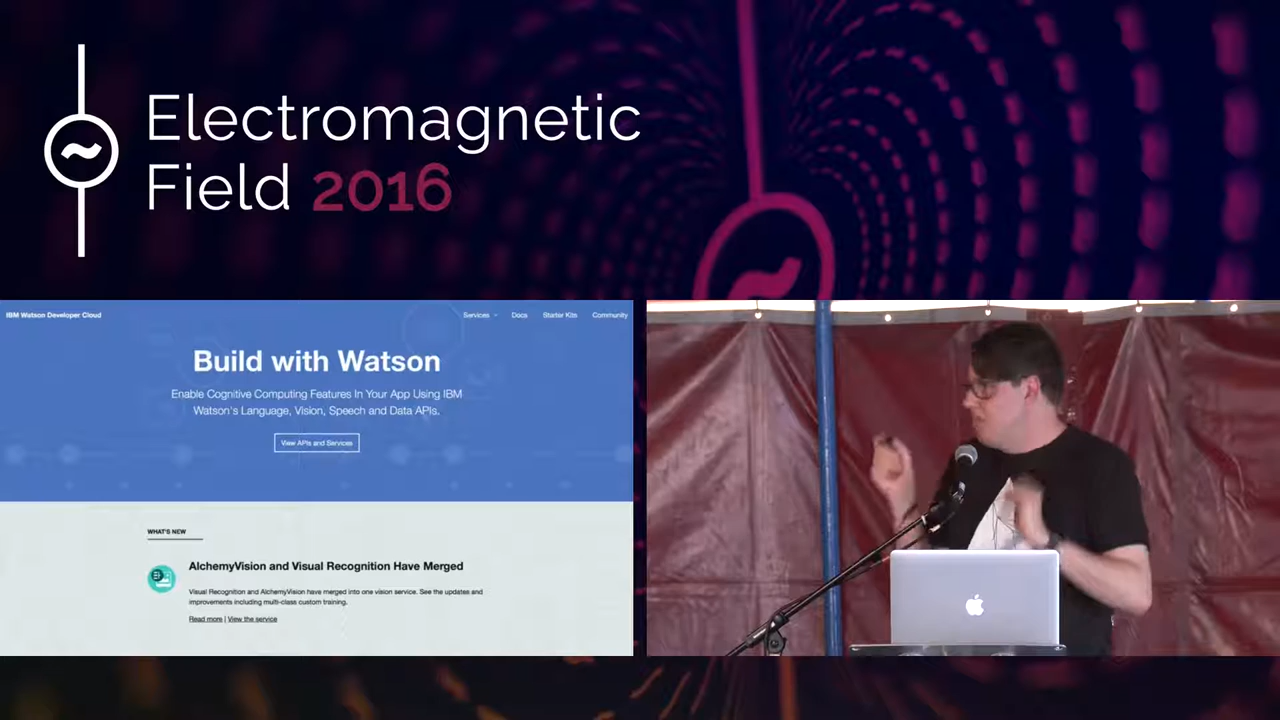 Electromagnetic
Field 2016
IBM Watson Developer Cloud
Services
Docs
Starter Kits
Community
Build with Watson
Enable Cognitive Computing Features In Your App Using IBM
Watson's Language, Vision, Speech and Data APIs.
View APIs and Services
WHAT'S NEW
AlchemyVision and Visual Recognition Have Merged
Visual Recognition and AlchemyVision have merged into one vision service. See the updates and
improvements including multi-class custom training.
Read more | View the service